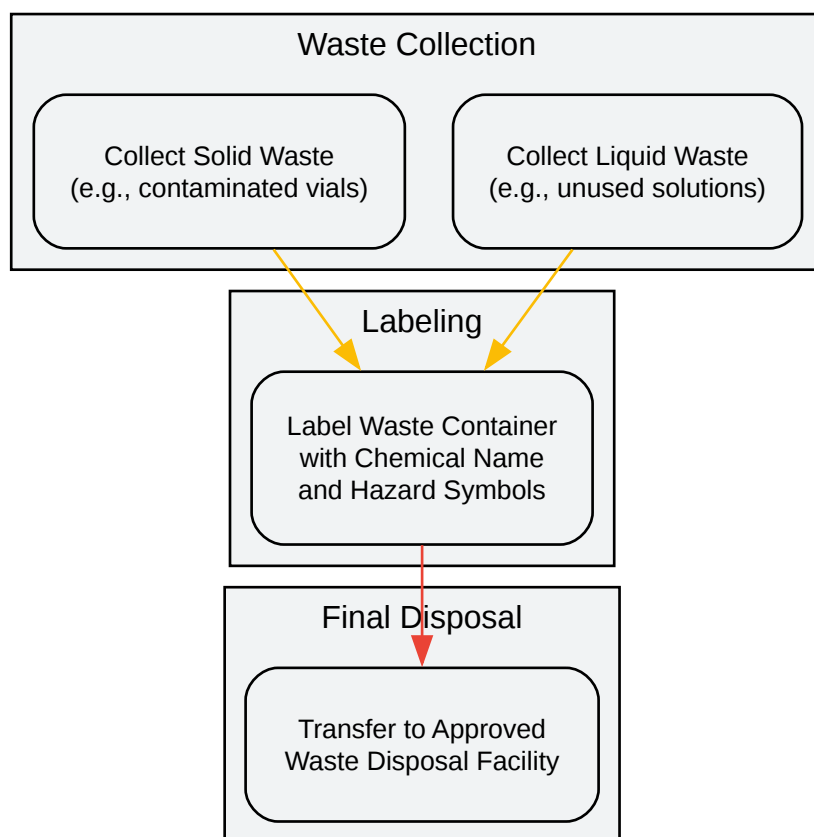 Waste Collection
Collect Solid Waste
(e.g., contaminated vials)
Collect Liquid Waste
(e.g., unused solutions)
Labeling
Label Waste Container
with Chemical Name
and Hazard Symbols
Final Disposal
Transfer to Approved
Waste Disposal Facility